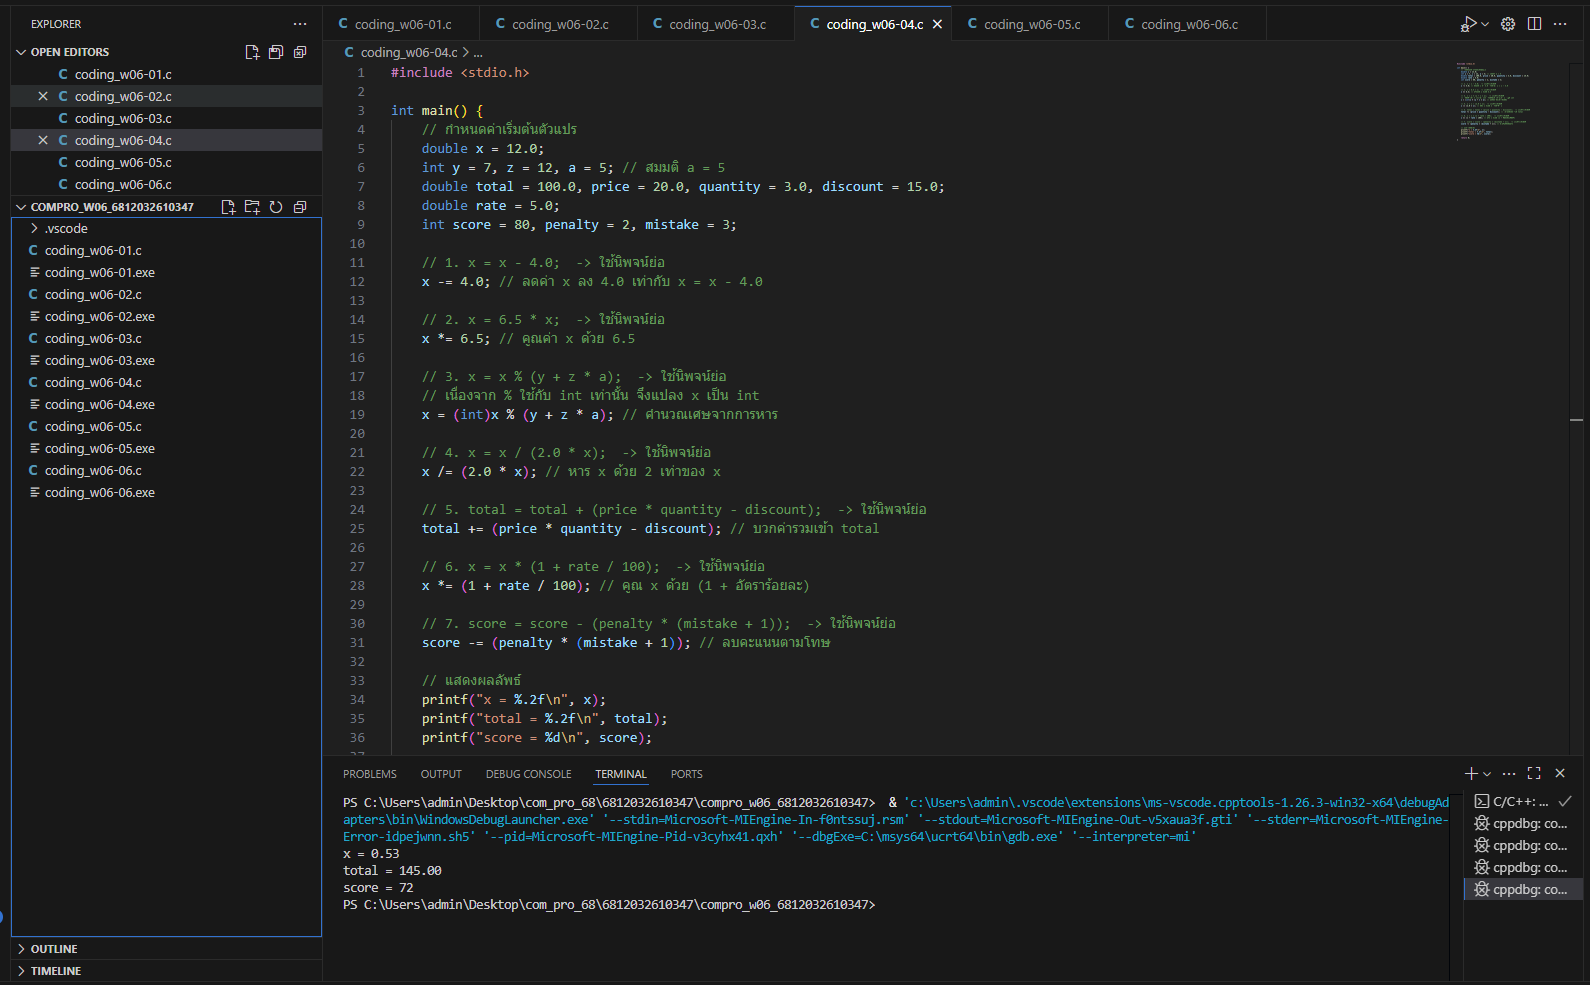 EXPLORER
OPEN EDITORS
coding_w06-01.c
coding_w06-02.c
coding_w06-03.c
coding_w06-04.c
coding_w06-05.c
coding_w06-06.c
COMPRO_W06_6812032610347
.vscode
coding_w06-01.c
coding_w06-01.exe
coding_w06-02.c
coding_w06-02.exe
coding_w06-03.c
coding_w06-03.exe
coding_w06-04.c
coding_w06-04.exe
coding_w06-05.c
coding_w06-05.exe
coding_w06-06.c
coding_w06-06.exe
OUTLINE
TIMELINE
C coding_w06-01.c C coding_w06-02.c C coding_w06-03.c C coding_w06-04.c C coding_w06-05.c C coding_w06-06.c
C coding_w06-04.c > ...
1 #include <stdio.h>
2
3 int main() {
4 // กำหนดค่าเริ่มต้นตัวแปร
5 double x = 12.0;
6 int y = 7, z = 12, a = 5; // สมมติ a = 5
7 double total = 100.0, price = 20.0, quantity = 3.0, discount = 15.0;
8 double rate = 5.0;
9 int score = 80, penalty = 2, mistake = 3;
10
11 // 1. x = x - 4.0; -> ใช้นิพจน์ย่อ
12 x -= 4.0; // ลดค่า x ลง 4.0 เท่ากับ x = x - 4.0
13
14 // 2. x = 6.5 * x; -> ใช้นิพจน์ย่อ
15 x *= 6.5; // คูณค่า x ด้วย 6.5
16
17 // 3. x = x % (y + z * a); -> ใช้นิพจน์ย่อ
18 // เนื่องจาก % ใช้กับ int เท่านั้น จึงแปลง x เป็น int
19 x = (int)x % (y + z * a); // คำนวณเศษจากการหาร
20
21 // 4. x = x / (2.0 * x); -> ใช้นิพจน์ย่อ
22 x /= (2.0 * x); // หาร x ด้วย 2 เท่าของ x
23
24 // 5. total = total + (price * quantity - discount); -> ใช้นิพจน์ย่อ
25 total += (price * quantity - discount); // บวกค่ารวมเข้า total
26
27 // 6. x = x * (1 + rate / 100); -> ใช้นิพจน์ย่อ
28 x *= (1 + rate / 100); // คูณ x ด้วย (1 + อัตราร้อยละ)
29
30 // 7. score = score - (penalty * (mistake + 1)); -> ใช้นิพจน์ย่อ
31 score -= (penalty * (mistake + 1)); // ลบคะแนนตามโทษ
32
33 // แสดงผลลัพธ์
34 printf("x = %.2f\n", x);
35 printf("total = %.2f\n", total);
36 printf("score = %d\n", score);
PROBLEMS OUTPUT DEBUG CONSOLE TERMINAL PORTS
PS C:\Users\admin\Desktop\com_pro_68\6812032610347\compro_w06_6812032610347> & 'c:\Users\admin\.vscode\extensions\ms-vscode.cpptools-1.26.3-win32-x64\debugAd
apters\bin\WindowsDebugLauncher.exe' '--stdin=Microsoft-MIEngine-In-f0ntssuj.rsm' '--stdout=Microsoft-MIEngine-Out-v5xaua3f.gti' '--stderr=Microsoft-MIEngine-
Error-idpejwnn.sh5' '--pid=Microsoft-MIEngine-Pid-v3cyhx41.qxh' '--dbgExe=C:\msys64\ucrt64\bin\gdb.exe' '--interpreter=mi'
x = 0.53
total = 145.00
score = 72
PS C:\Users\admin\Desktop\com_pro_68\6812032610347\compro_w06_6812032610347>
C/C++: ...
cppdbg: co...
cppdbg: co...
cppdbg: co...
cppdbg: co...